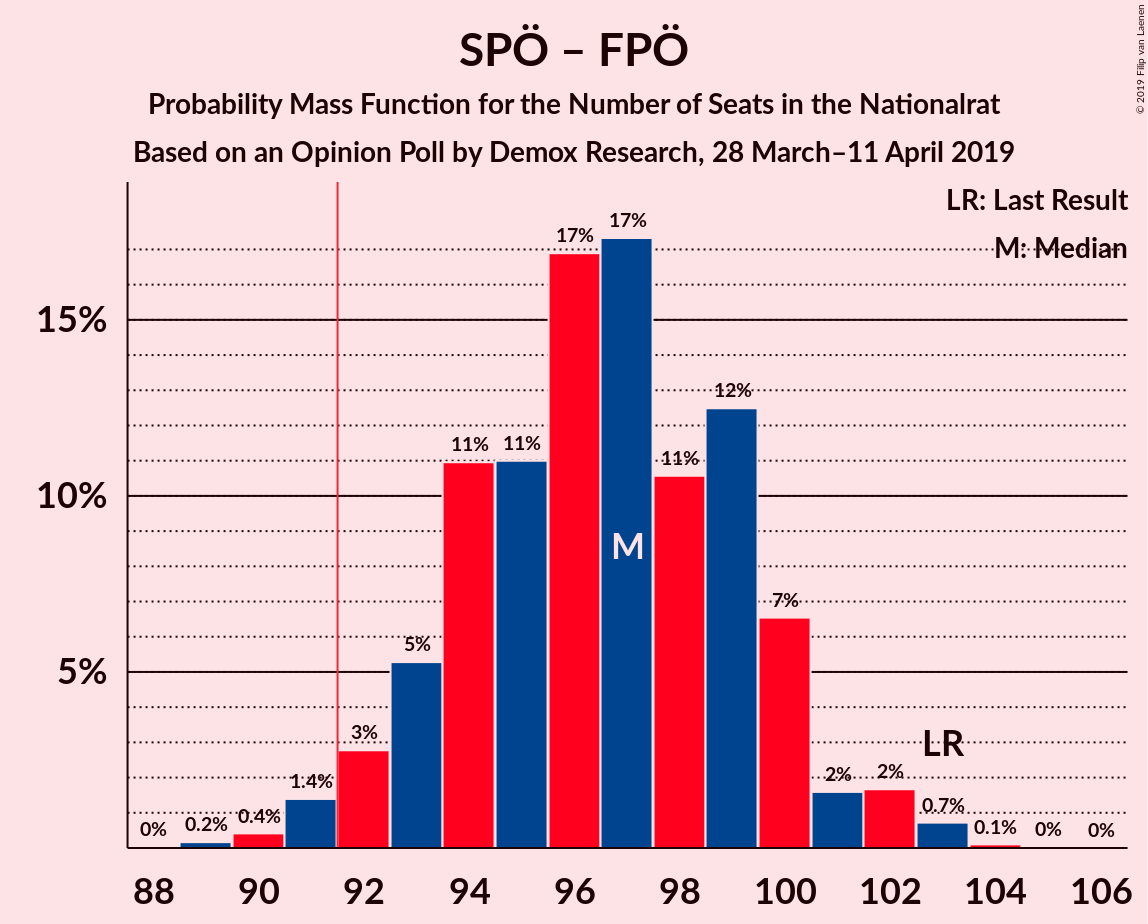 SPÖ – FPÖ
Probability Mass Function for the Number of Seats in the Nationalrat
Based on an Opinion Poll by Demox Research, 28 March–11 April 2019
© 2019 Filip van Laenen
LR: Last Result
M: Median
15%
10%
5%
0%
0.2%
0.4%
1.4%
3%
5%
11%
11%
17%
17%
11%
12%
7%
2%
2%
0.7%
0.1%
0%
0%
M
LR
88 90 92 94 96 98 100 102 104 106